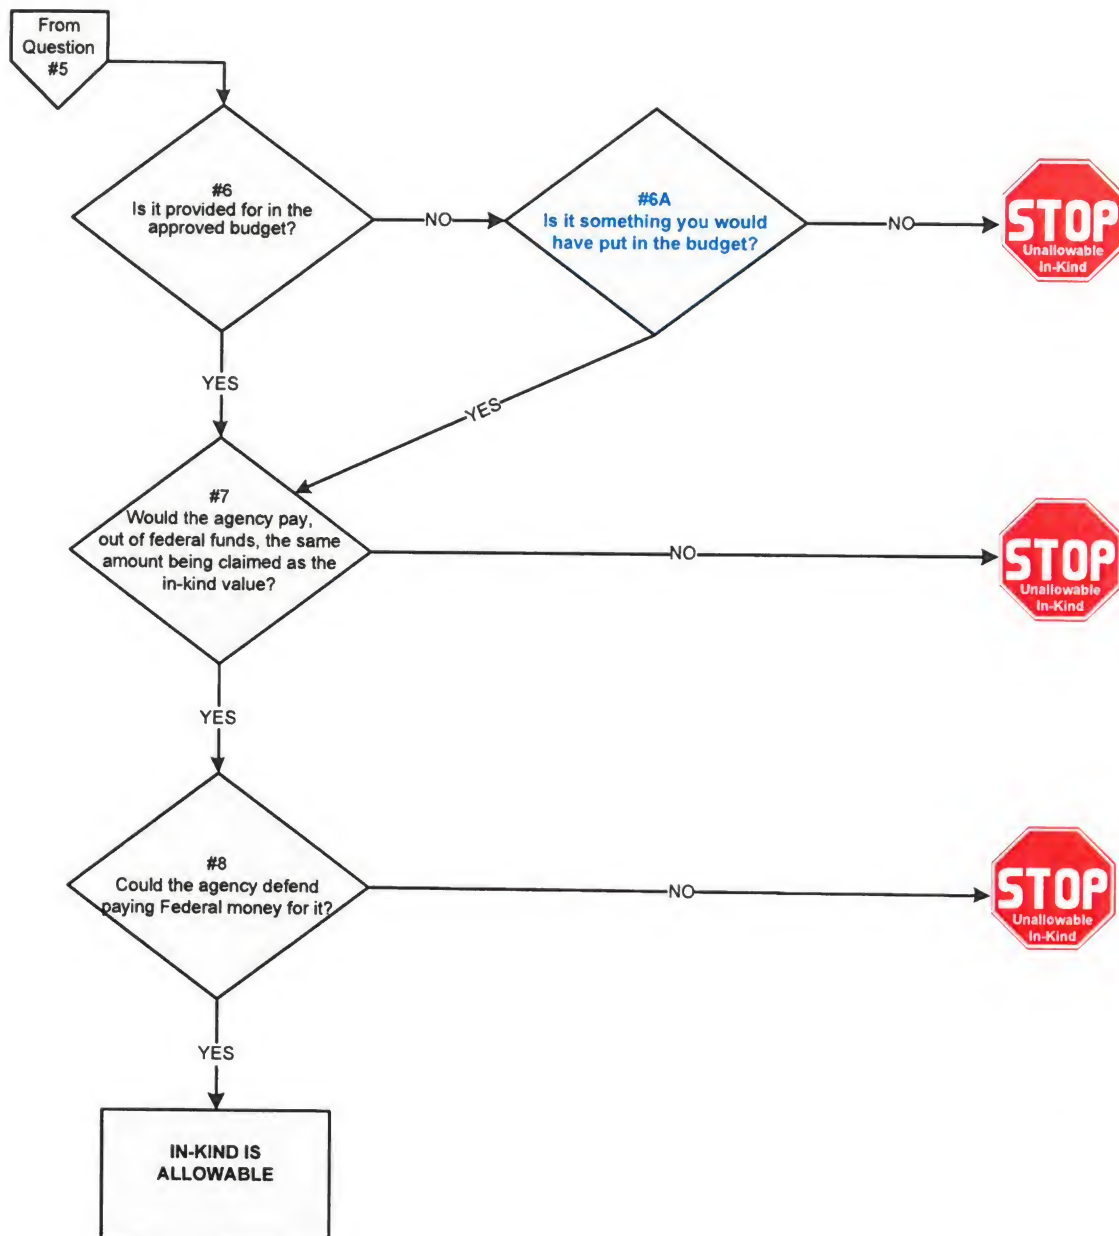 From
Question
#5
#6
Is it provided for in the
approved budget?
NO
#6A
Is it something you would
have put in the budget?
NO
STOP
Unallowable
In-Kind
YES
YES
#7
Would the agency pay,
out of federal funds, the same
amount being claimed as the
in-kind value?
NO
STOP
Unallowable
In-Kind
YES
#8
Could the agency defend
paying Federal money for it?
NO
STOP
Unallowable
In-Kind
YES
IN-KIND IS
ALLOWABLE